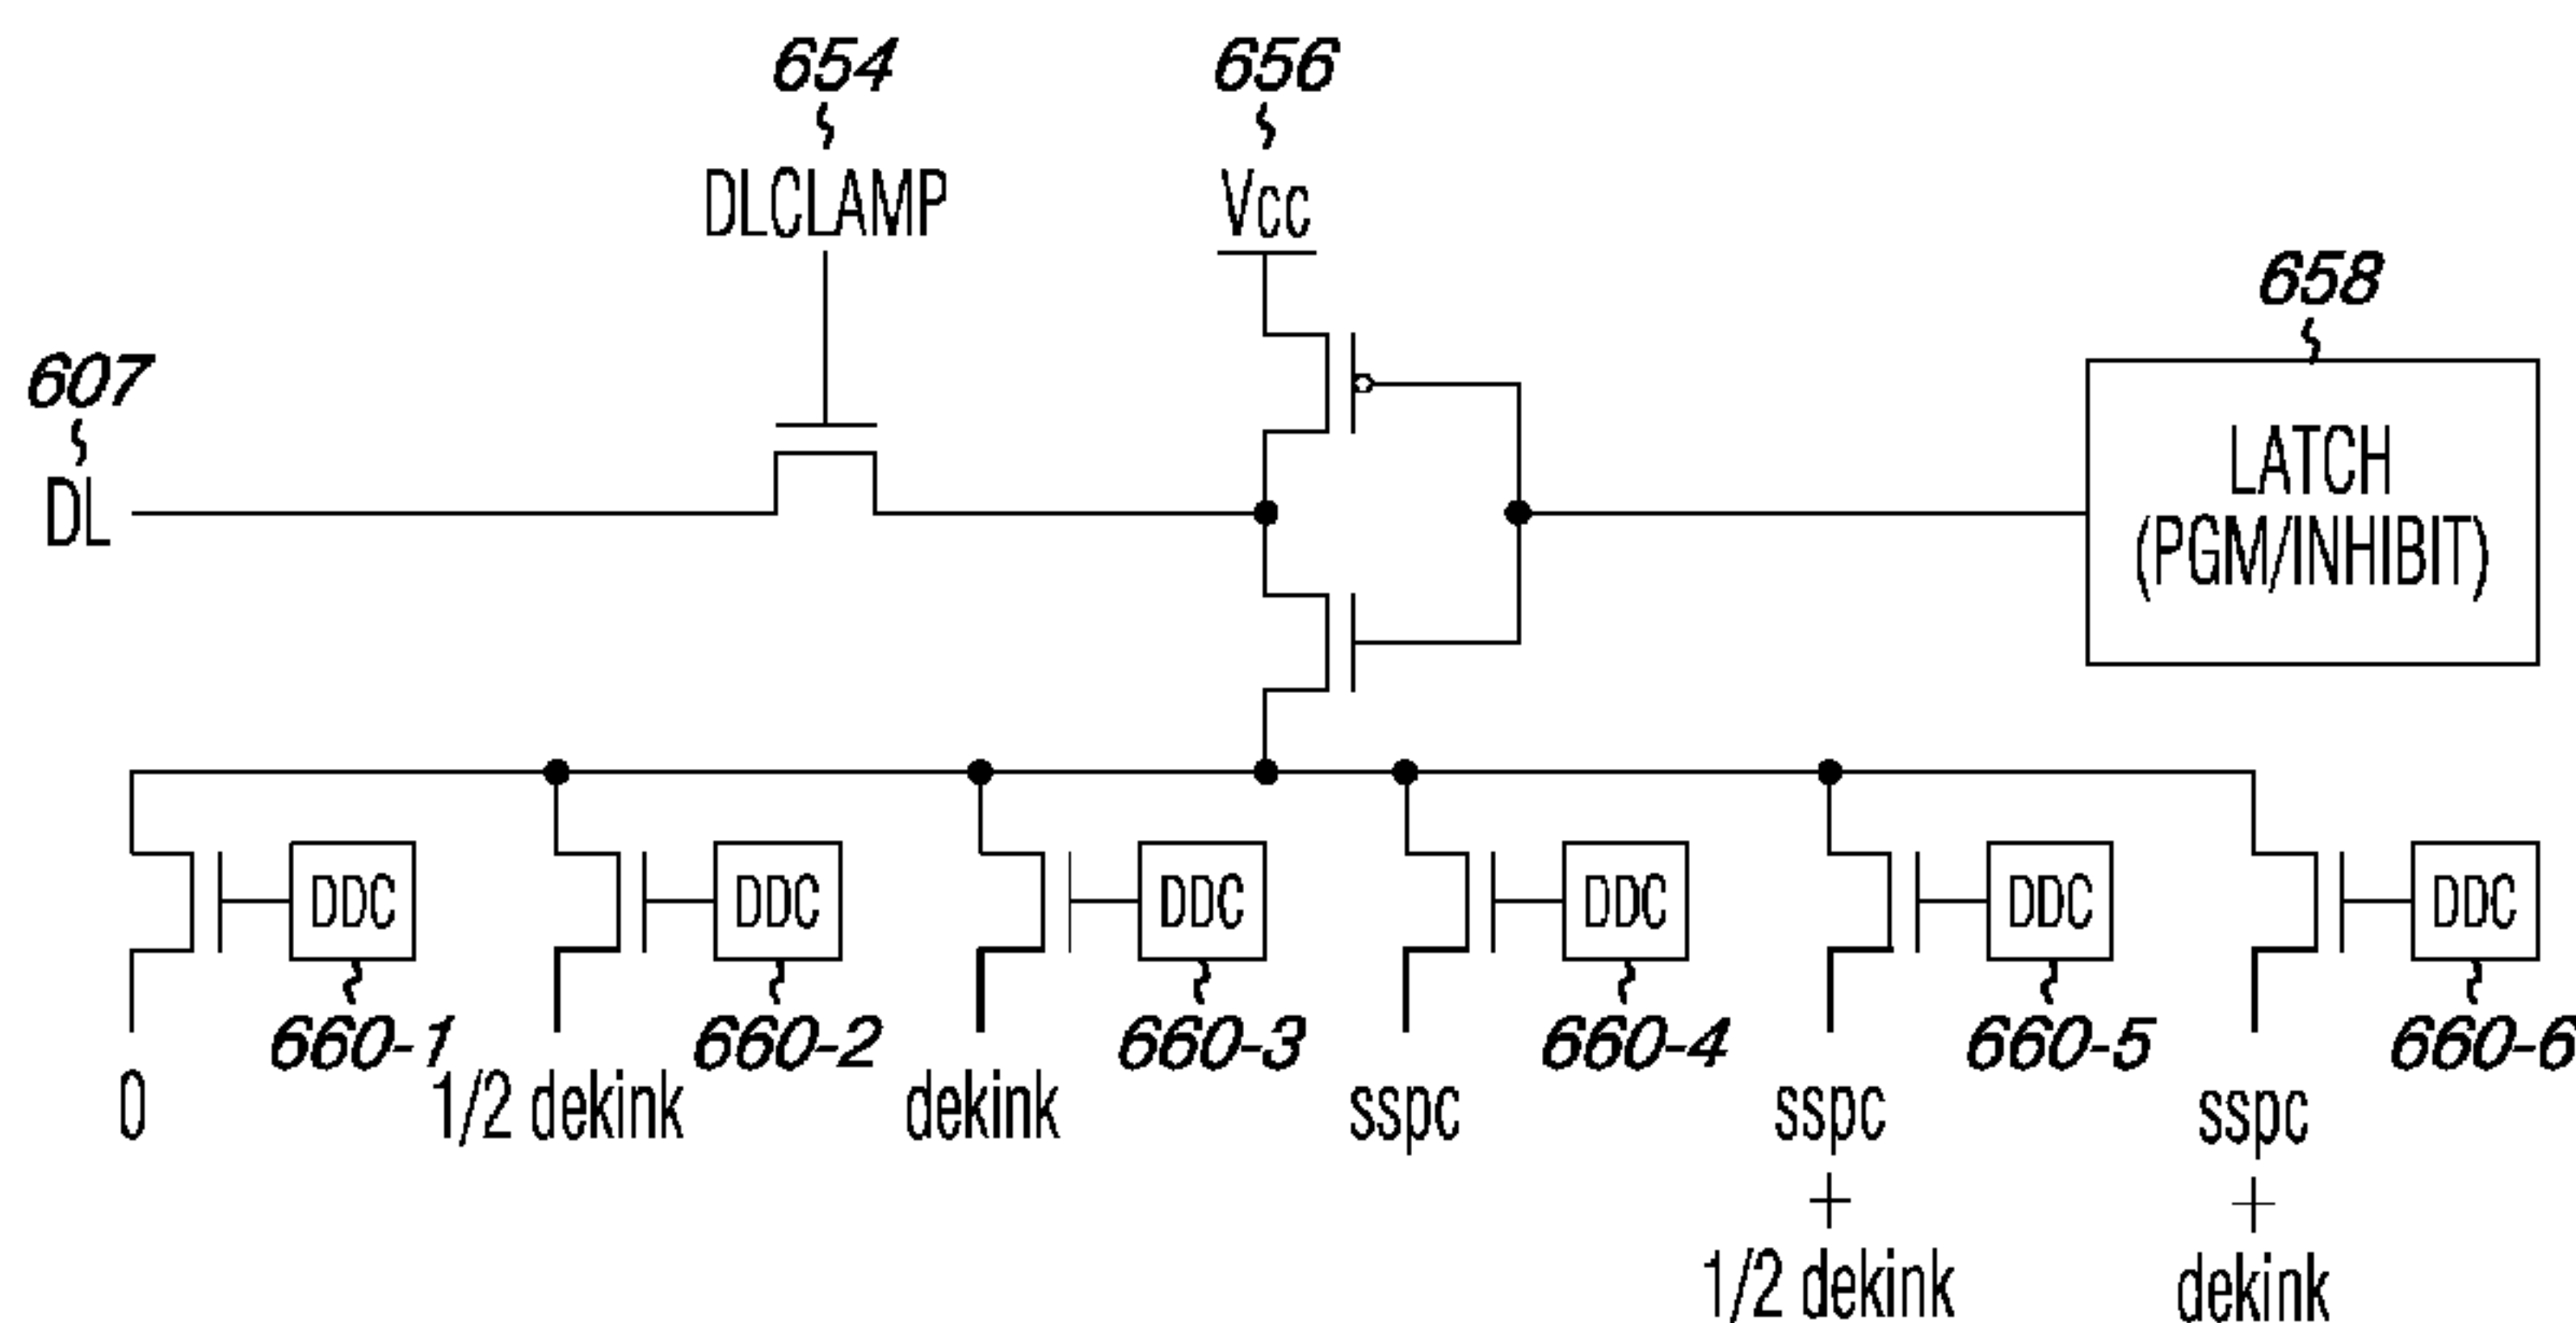 654
656
DLCLAMP
Vcc
658
607
DL
LATCH
(PGM/INHIBIT)
DDC
DDC
DDC
DDC
DDC
DDC
660-1
660-2
660-3
660-4
660-5
660-6
0
1/2 dekink
dekink
sspc
sspc
+
1/2 dekink
sspc
+
dekink